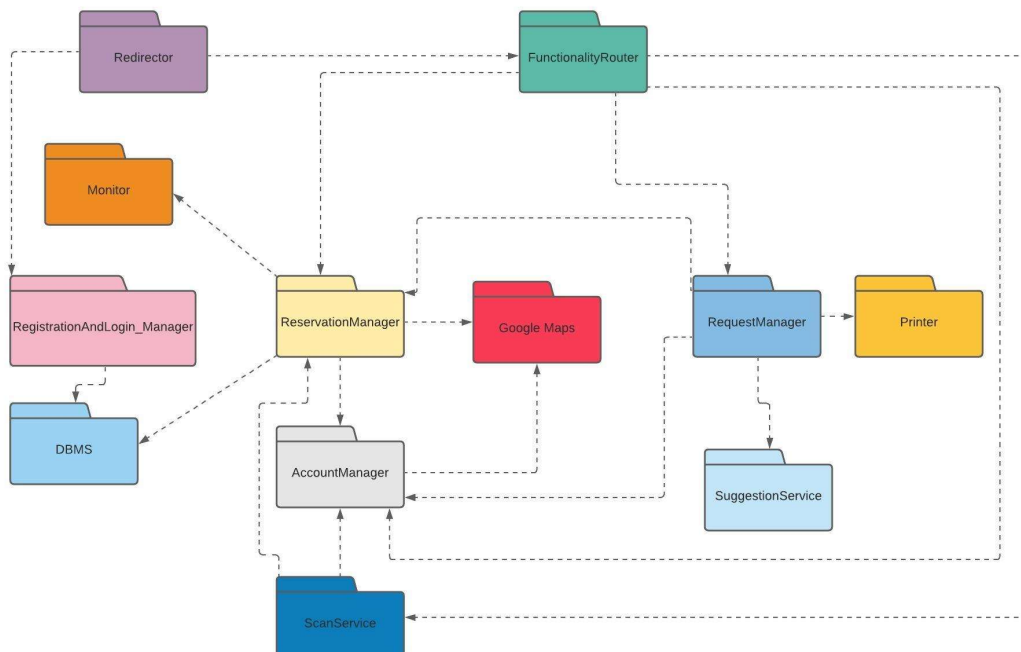 Redirector
FunctionalityRouter
Monitor
RegistrationAndLogin_Manager
ReservationManager
Google Maps
RequestManager
Printer
DBMS
AccountManager
SuggestionService
ScanService